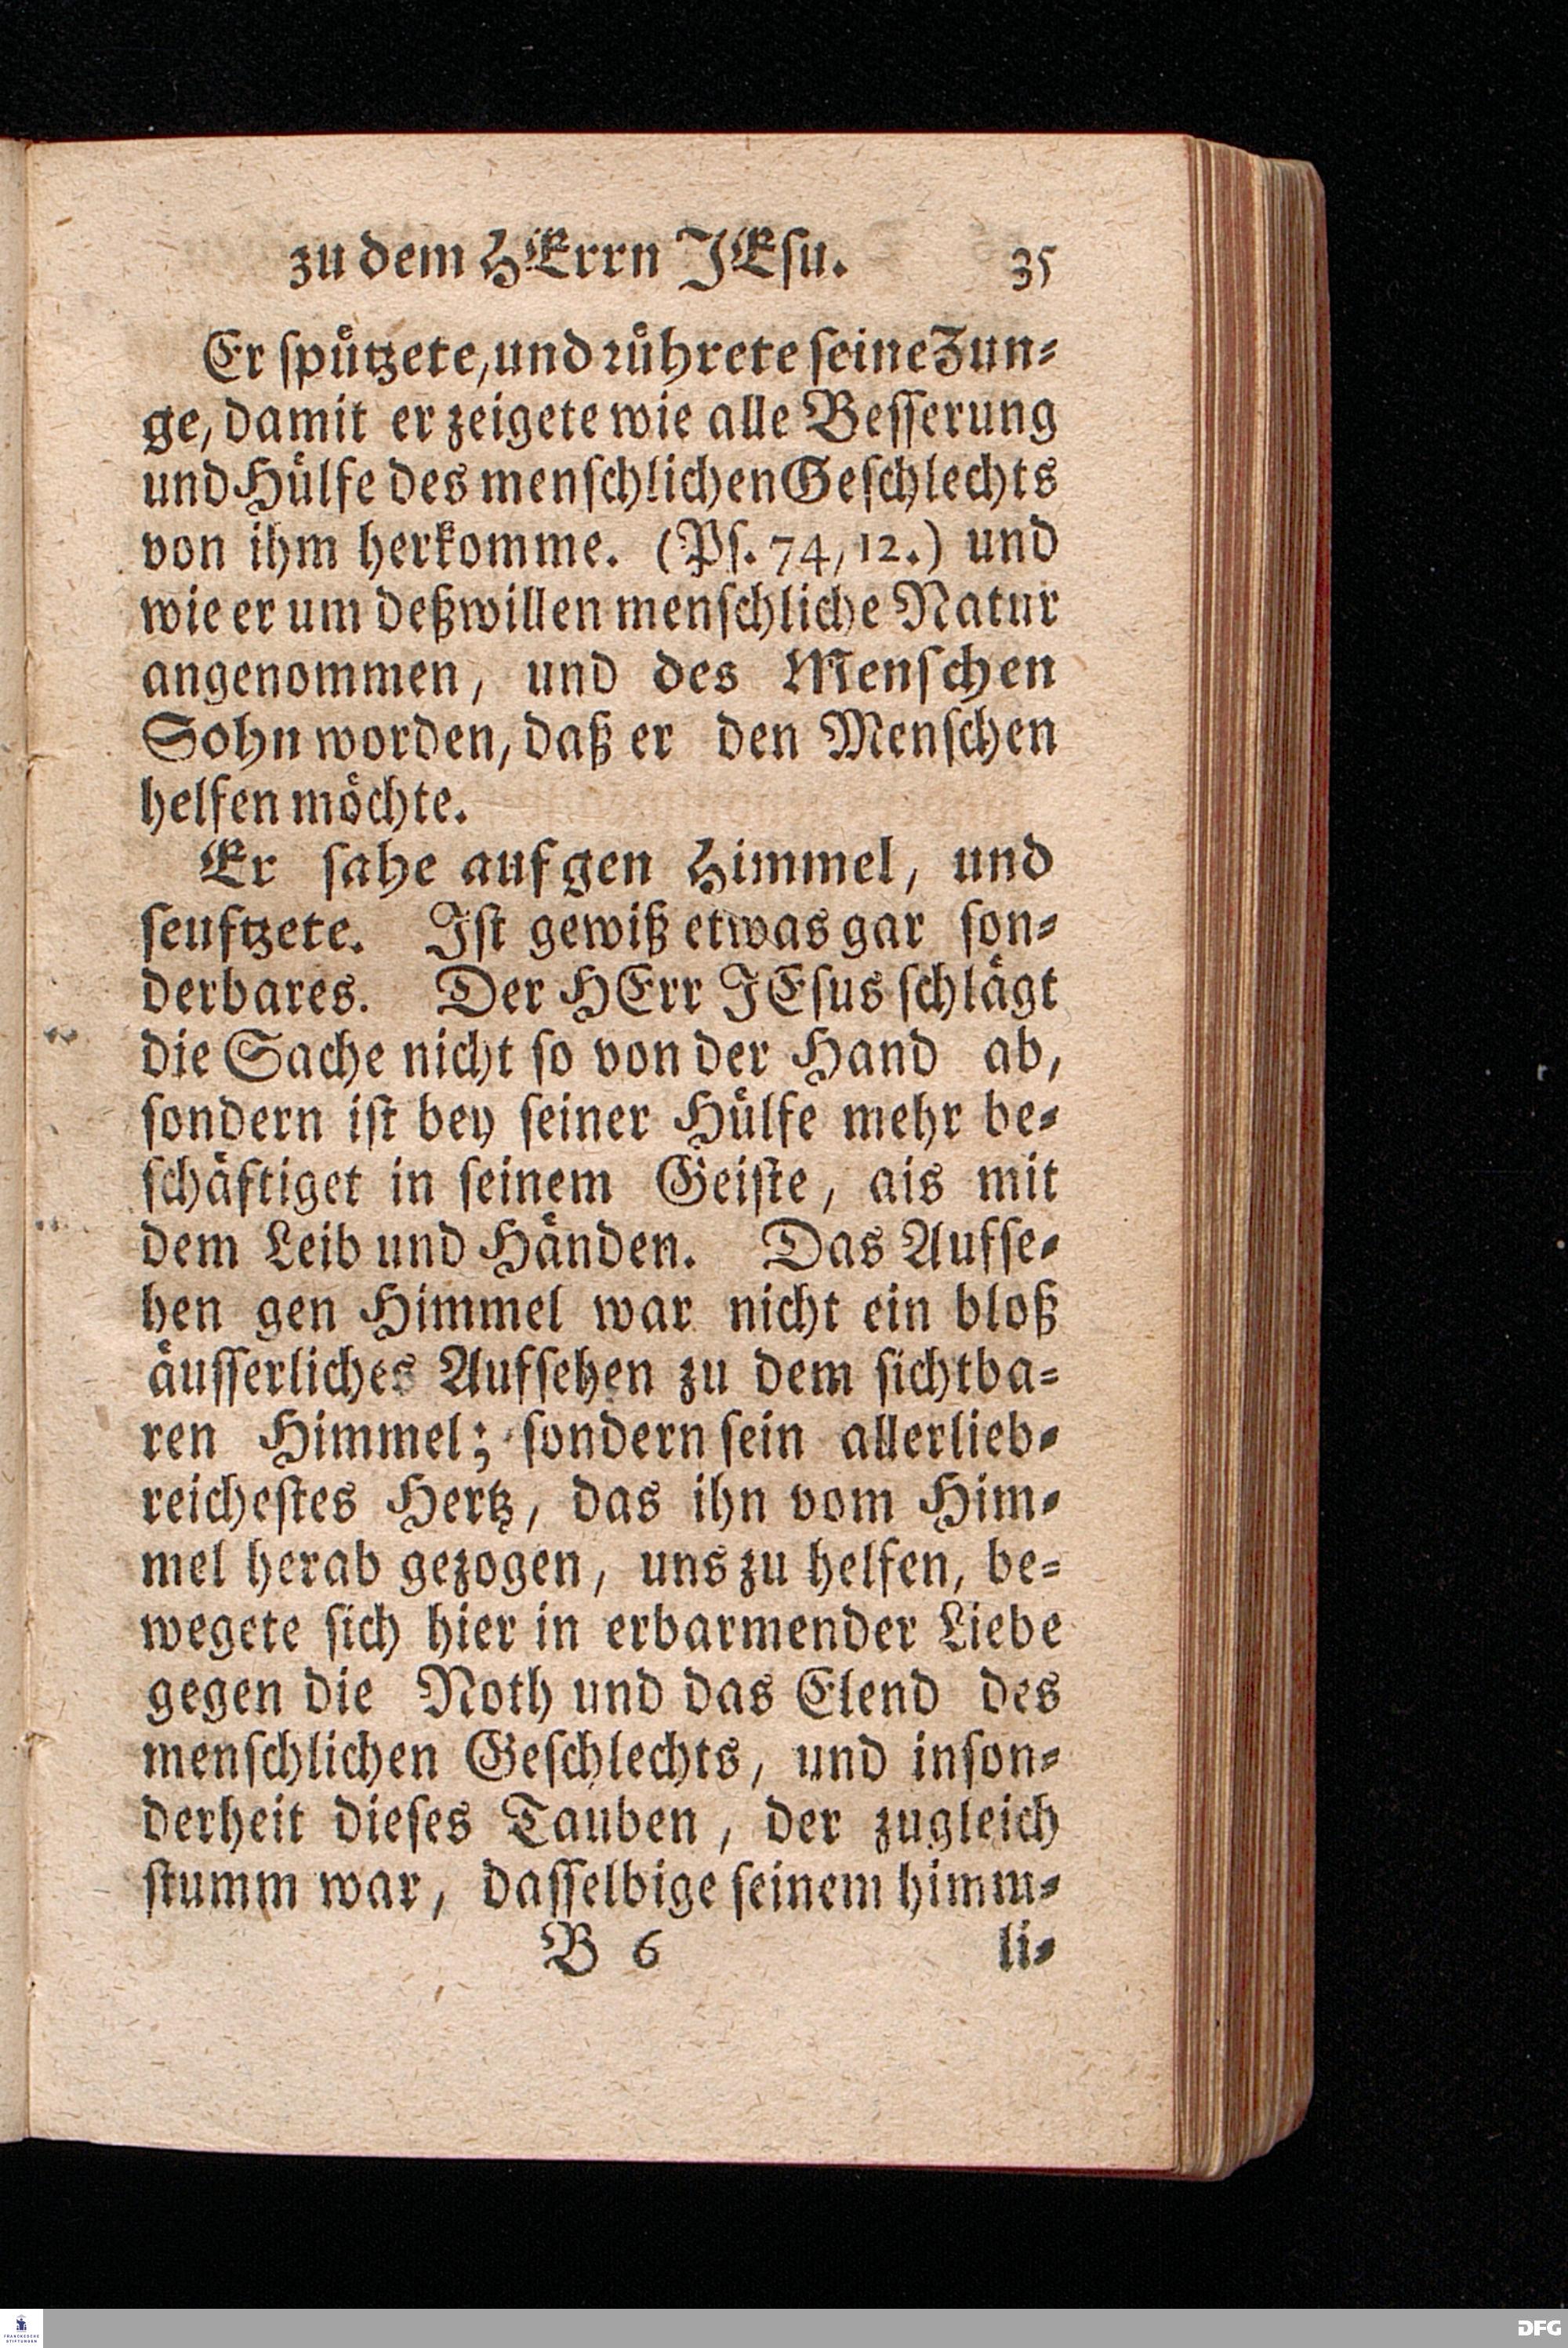 zu dem HErrn JEsu. 35
Er spützete, und rührete seine Zun-
ge, damit er zeigete wie alle Besserung
und Hülfe des menschlichen Geschlechts
von ihm herkomme. (Ps. 74, 12.) und
wie er um deßwillen menschliche Natur
angenommen, und des Menschen
Sohn worden, daß er den Menschen
helfen möchte.
Er sahe auf gen Himmel, und
seuftzete. Ist gewiß etwas gar son-
derbares. Der HErr JEsus schlägt
die Sache nicht so von der Hand ab,
sondern ist bey seiner Hülfe mehr be-
schäftiget in seinem Geiste, ais mit
dem Leib und Händen. Das Aufse-
hen gen Himmel war nicht ein bloß
äusserliches Aufsehen zu dem sichtba-
ren Himmel; sondern sein allerlieb-
reichestes Hertz, das ihn vom Him-
mel herab gezogen, uns zu helfen, be-
wegete sich hier in erbarmender Liebe
gegen die Noth und das Elend des
menschlichen Geschlechts, und inson-
derheit dieses Tauben, der zugleich
stumm war, dasselbige seinem himm-
B 6 li-
FRANCKESCHE
STIFTUNGEN
DFG